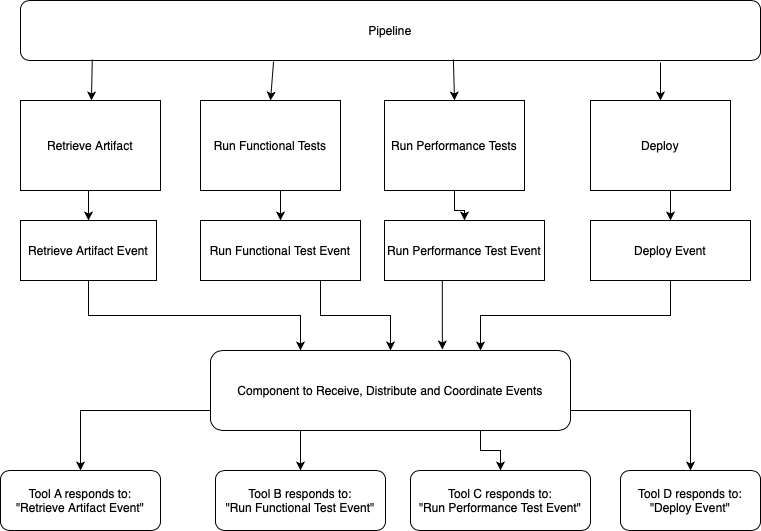 Pipeline
Retrieve Artifact
Run Functional Tests
Run Performance Tests
Deploy
Retrieve Artifact Event
Run Functional Test Event
Run Performance Test Event
Deploy Event
Component to Receive, Distribute and Coordinate Events
Tool A responds to:
"Retrieve Artifact Event"
Tool B responds to:
"Run Functional Test Event"
Tool C responds to:
"Run Performance Test Event"
Tool D responds to:
"Deploy Event"